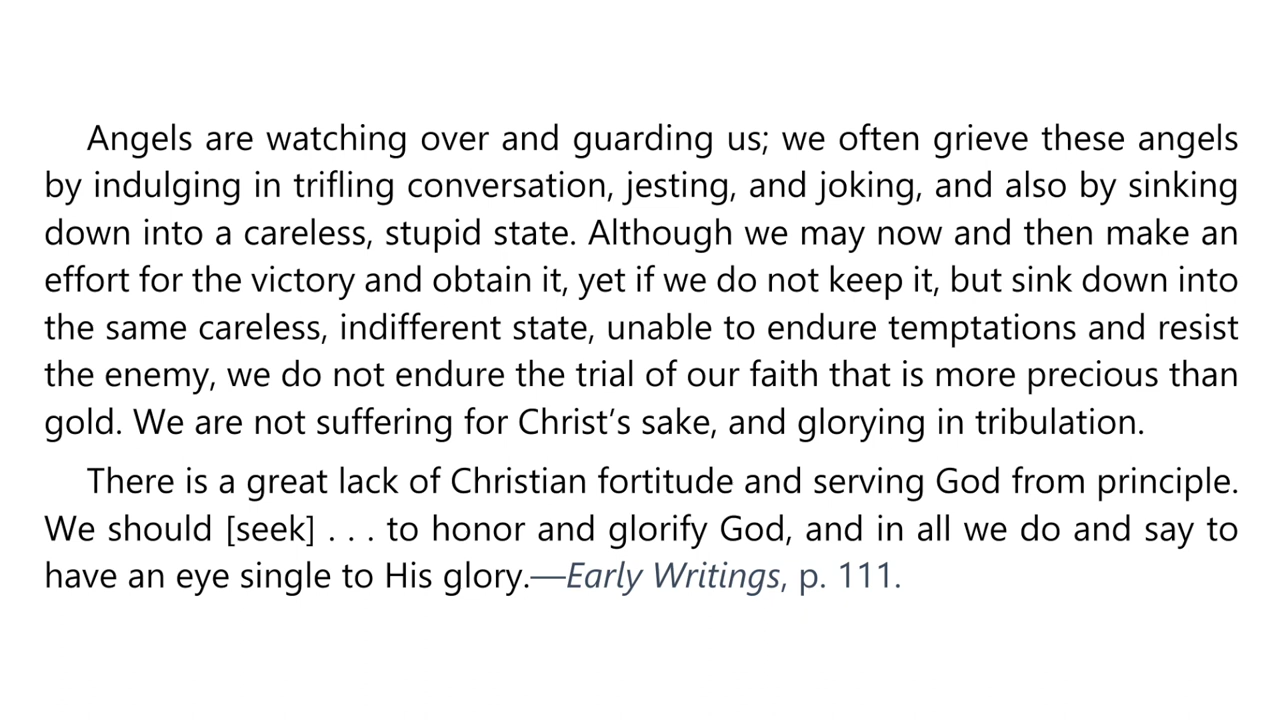 Angels are watching over and guarding us; we often grieve these angels
by indulging in trifling conversation, jesting, and joking, and also by sinking
down into a careless, stupid state. Although we may now and then make an
effort for the victory and obtain it, yet if we do not keep it, but sink down into
the same careless, indifferent state, unable to endure temptations and resist
the enemy, we do not endure the trial of our faith that is more precious than
gold. We are not suffering for Christ’s sake, and glorying in tribulation.
There is a great lack of Christian fortitude and serving God from principle.
We should [seek] . . . to honor and glorify God, and in all we do and say to
have an eye single to His glory.—Early Writings, p. 111.